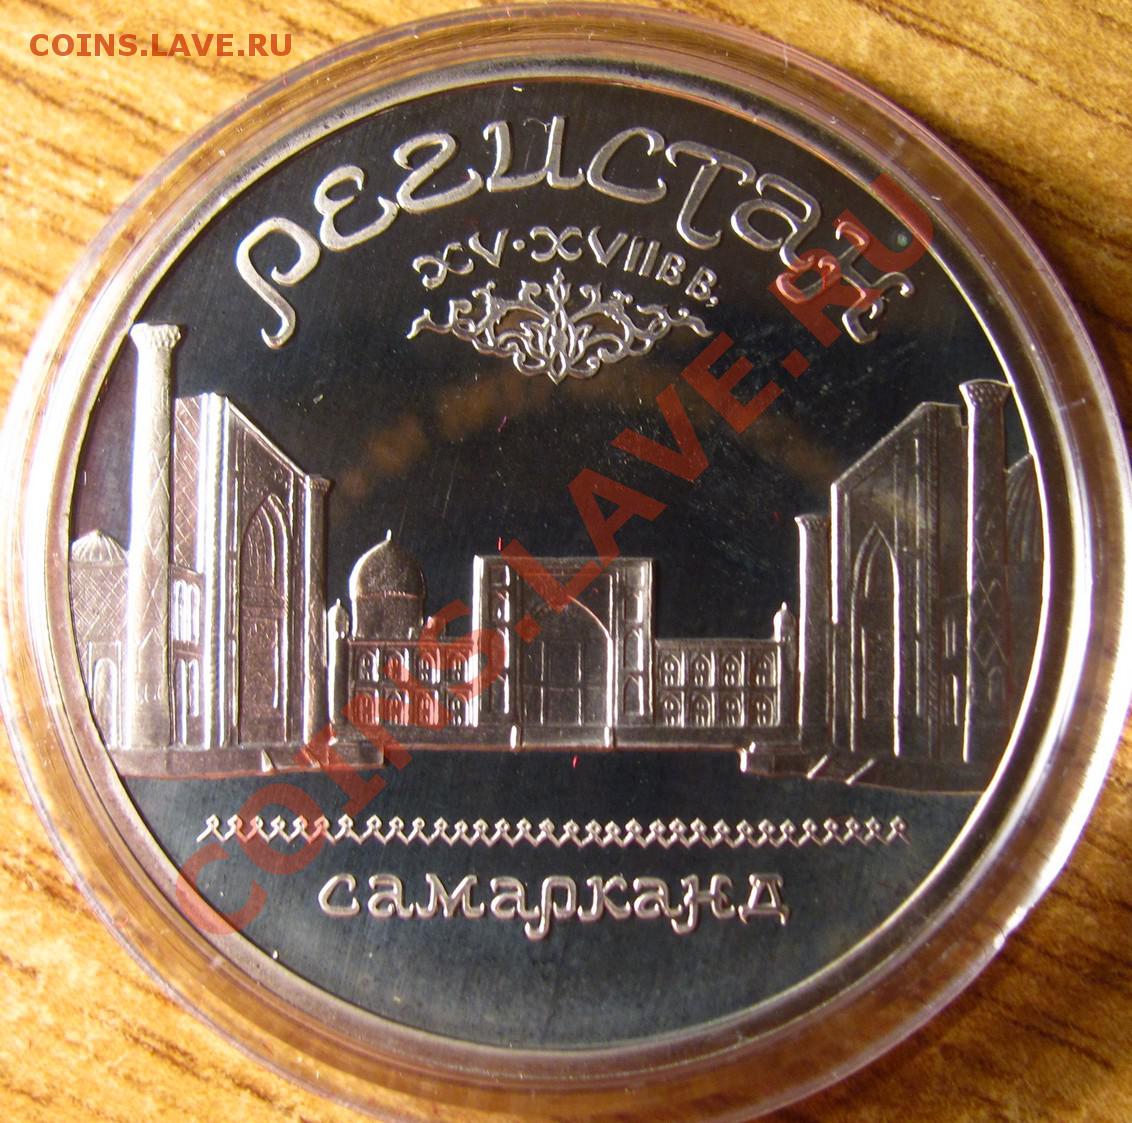 COINS.LAVE.RU
РЕГИСТАН
XV·XVII В В.
COINS.LAVE.RU
САМАРКАНД